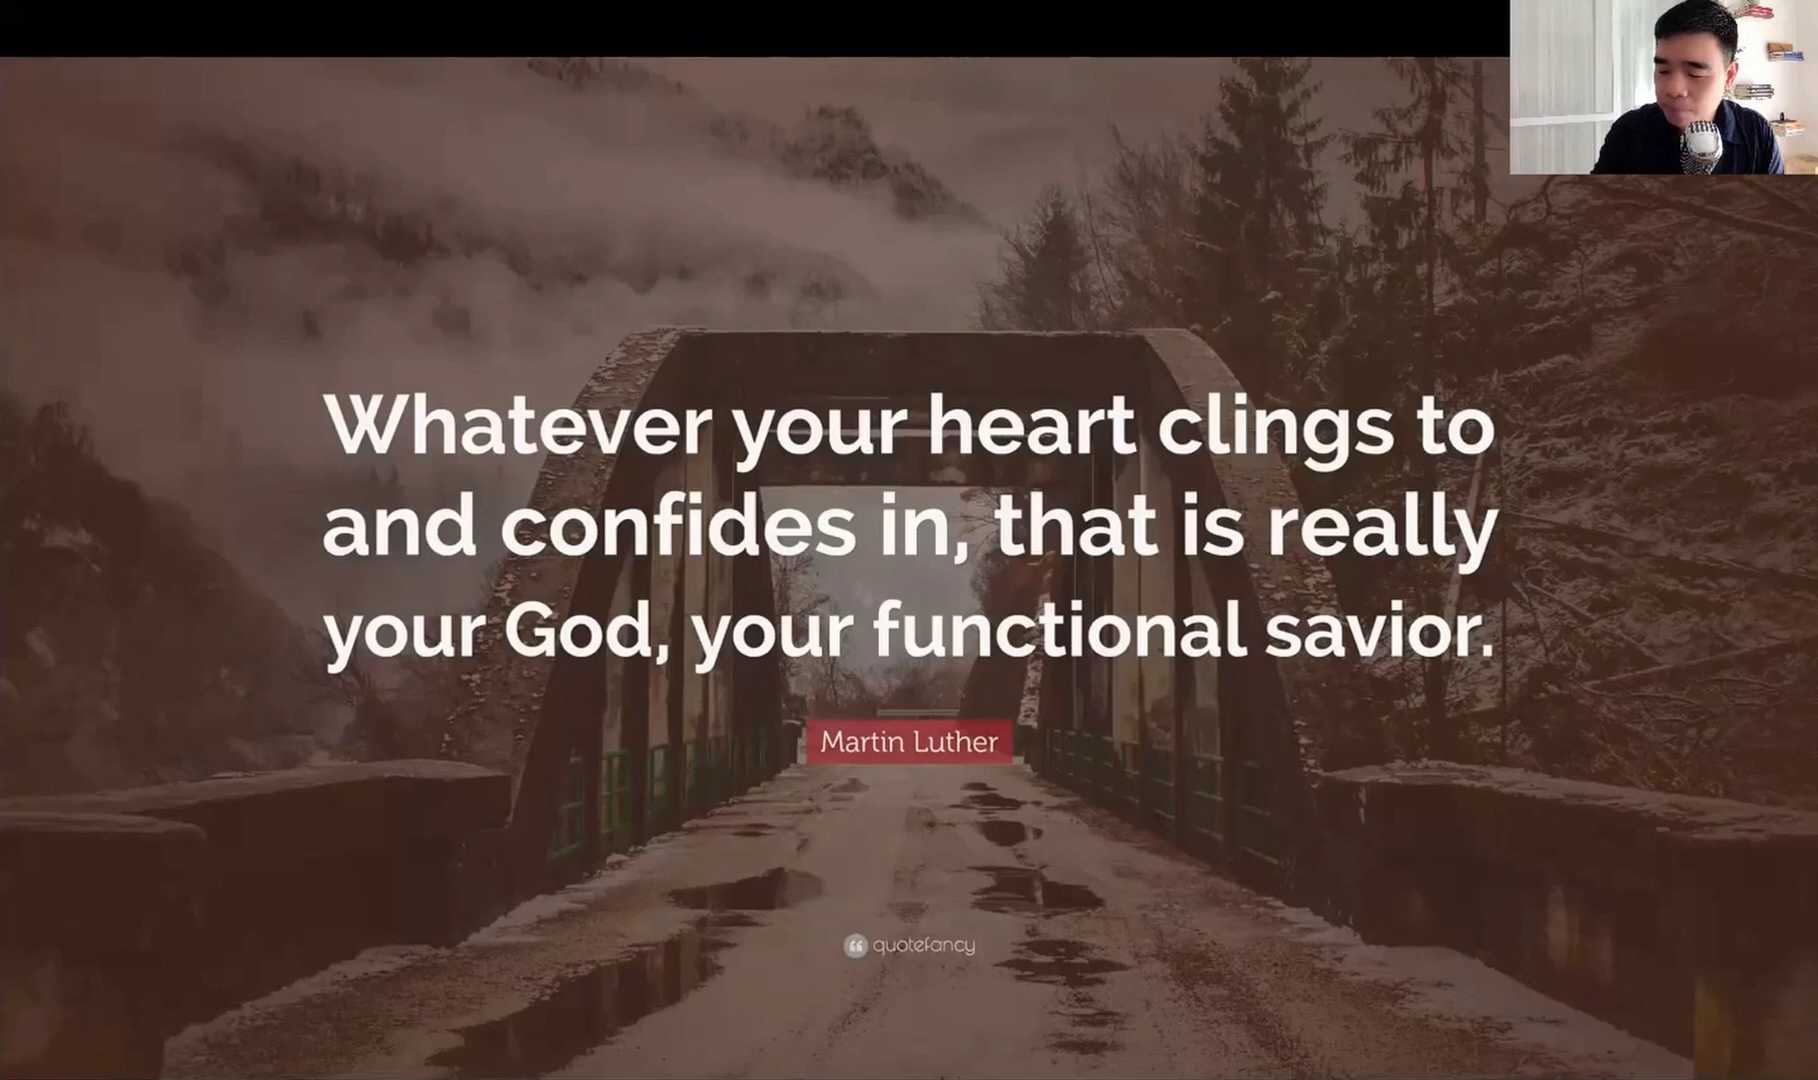 Whatever your heart clings to
and confides in, that is really
your God, your functional savior.
Martin Luther
quotefancy